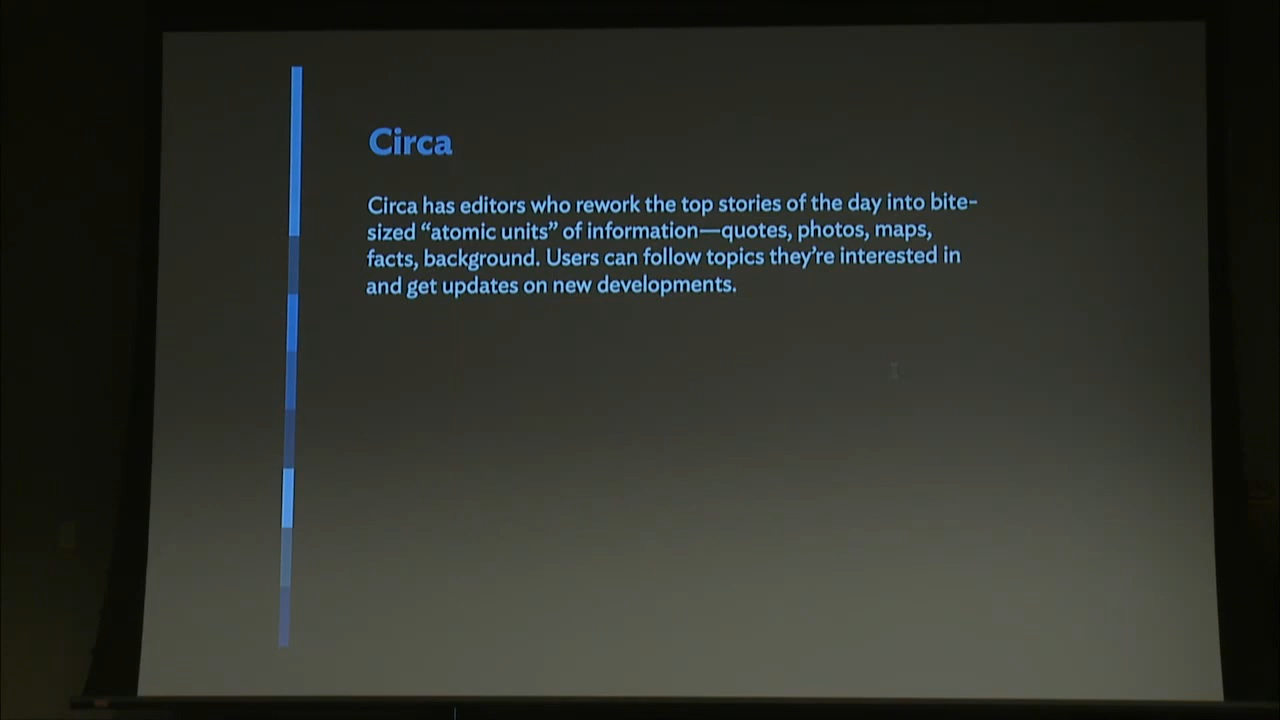 Circa
Circa has editors who rework the top stories of the day into bite-
sized “atomic units” of information—quotes, photos, maps,
facts, background. Users can follow topics they’re interested in
and get updates on new developments.